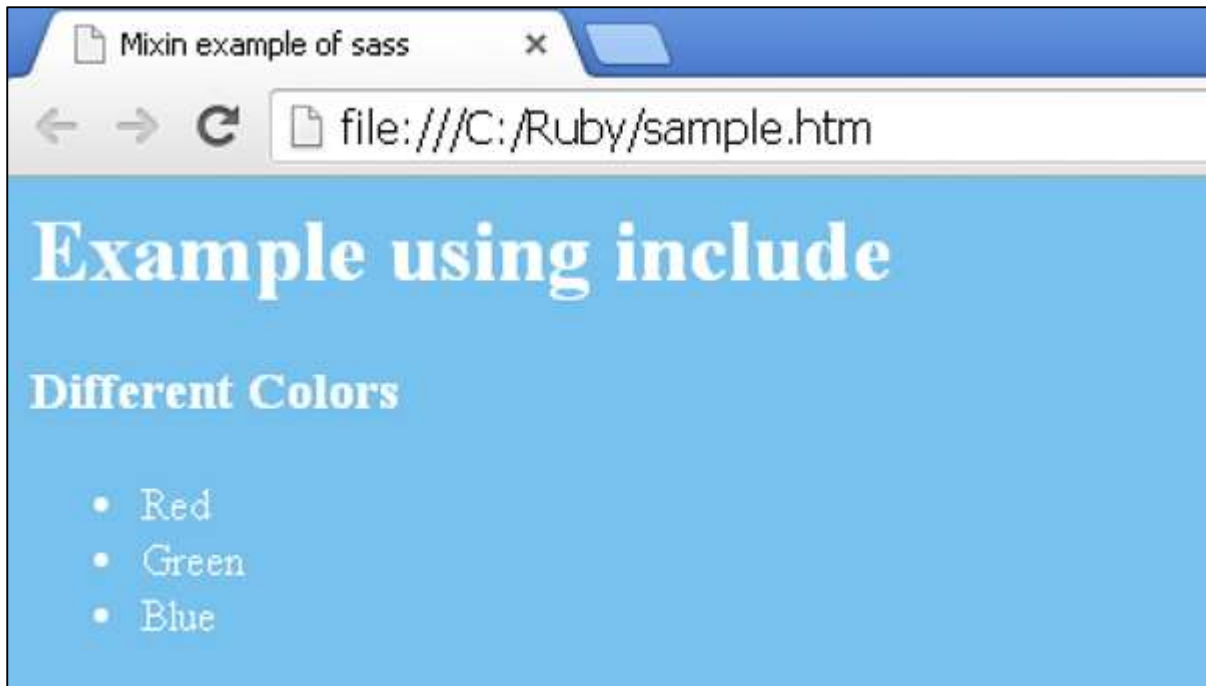 Mixin example of sass
file:///C:/Ruby/sample.htm
Example using include
Different Colors
Red
Green
Blue